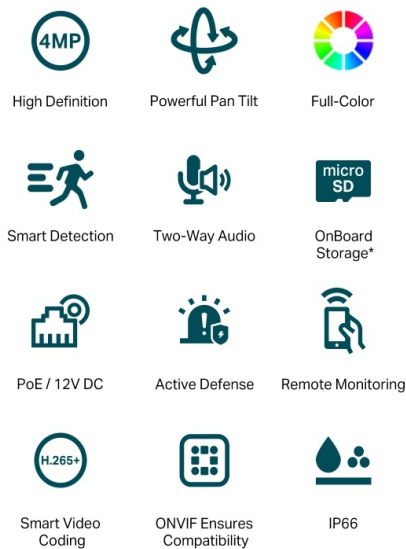 4MP
High Definition
Powerful Pan Tilt
Full-Color
Smart Detection
Two-Way Audio
micro
SD
OnBoard
Storage*
PoE / 12V DC
Active Defense
Remote Monitoring
H.265+
Smart Video
Coding
ONVIF Ensures
Compatibility
IP66